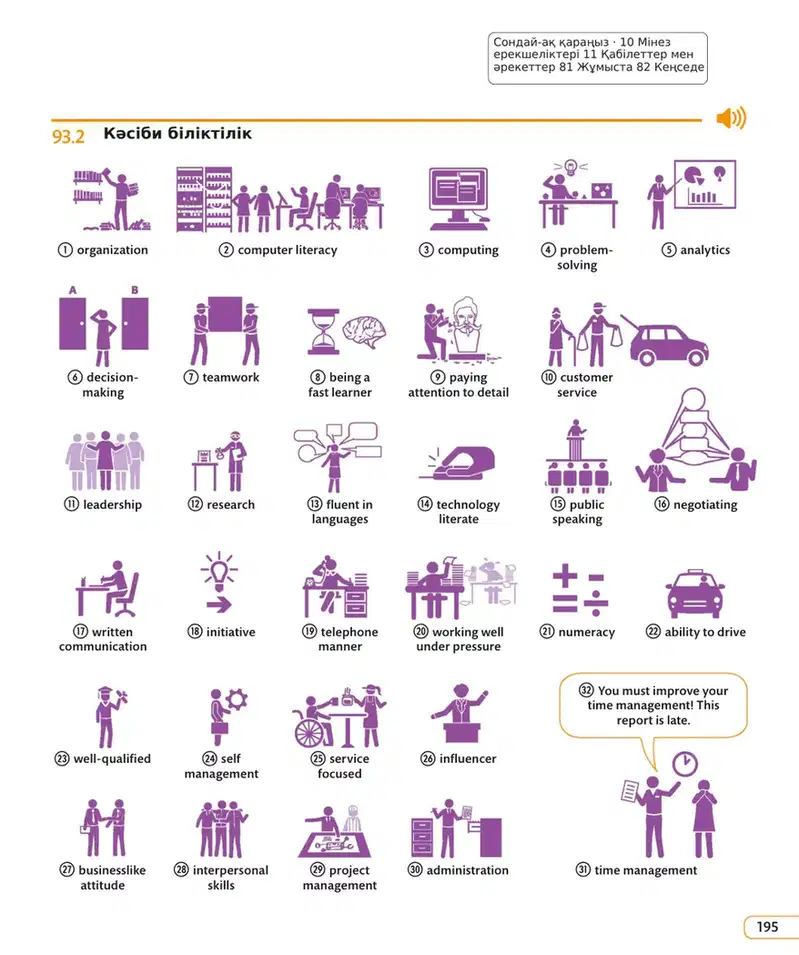 Сондай-ақ қараңыз · 10 Мінез
ерекшеліктері 11 Қабілеттер мен
әрекеттер 81 Жұмыста 82 Кеңседе
93.2 Кәсіби біліктілік
① organization
② computer literacy
③ computing
④ problem-
solving
⑤ analytics
A B
⑥ decision-
making
⑦ teamwork
⑧ being a
fast learner
⑨ paying
attention to detail
⑩ customer
service
⑪ leadership
⑫ research
⑬ fluent in
languages
⑭ technology
literate
⑮ public
speaking
⑯ negotiating
⑰ written
communication
⑱ initiative
⑲ telephone
manner
⑳ working well
under pressure
㉑ numeracy
㉒ ability to drive
㉓ well-qualified
㉔ self
management
㉕ service
focused
㉖ influencer
㉜ You must improve your
time management! This
report is late.
㉗ businesslike
attitude
㉘ interpersonal
skills
㉙ project
management
㉚ administration
㉛ time management
195